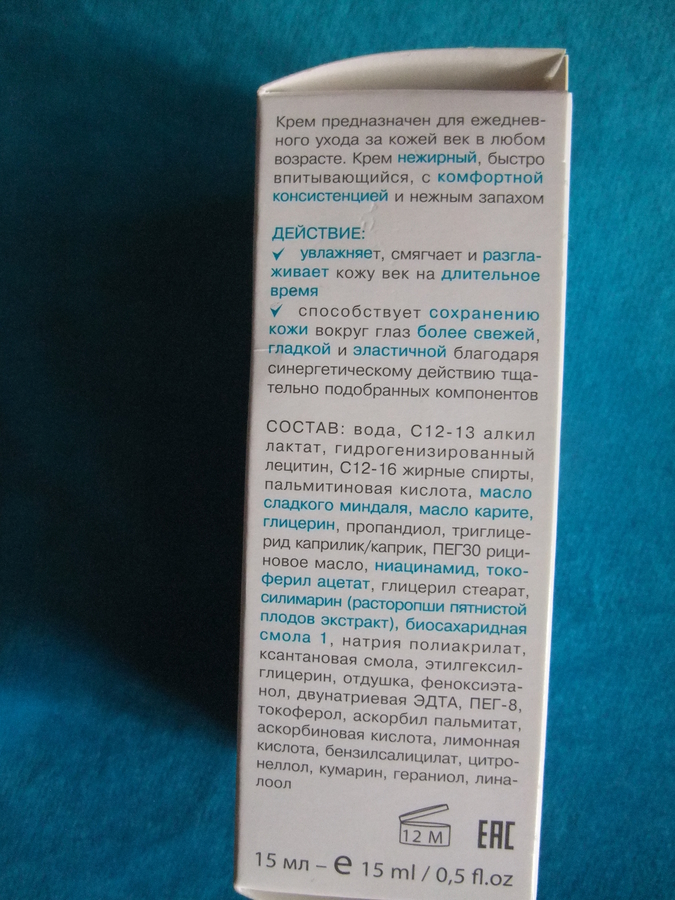 Крем предназначен для ежеднев-
ного ухода за кожей век в любом
возрасте. Крем нежирный, быстро
впитывающийся, с комфортной
консистенцией и нежным запахом
ДЕЙСТВИЕ:
увлажняет, смягчает и разгла-
живает кожу век на длительное
время
способствует сохранению
кожи вокруг глаз более свежей,
гладкой и эластичной благодаря
синергетическому действию тща-
тельно подобранных компонентов
СОСТАВ: вода, С12-13 алкил
лактат, гидрогенизированный
лецитин, С12-16 жирные спирты,
пальмитиновая кислота, масло
сладкого миндаля, масло карите,
глицерин, пропандиол, триглице-
рид каприлик/каприк, ПЕГ30 рици-
новое масло, ниацинамид, токо-
ферил ацетат, глицерил стеарат,
силимарин (расторопши пятнистой
плодов экстракт), биосахаридная
смола 1, натрия полиакрилат,
ксантановая смола, этилгексил-
глицерин, отдушка, феноксиэта-
нол, двунатриевая ЭДТА, ПЕГ-8,
токоферол, аскорбил пальмитат,
аскорбиновая кислота, лимонная
кислота, бензилсалицилат, цитро-
неллол, кумарин, гераниол, лина-
лоол
12 M EAC
15 мл – e 15 ml / 0,5 fl.oz